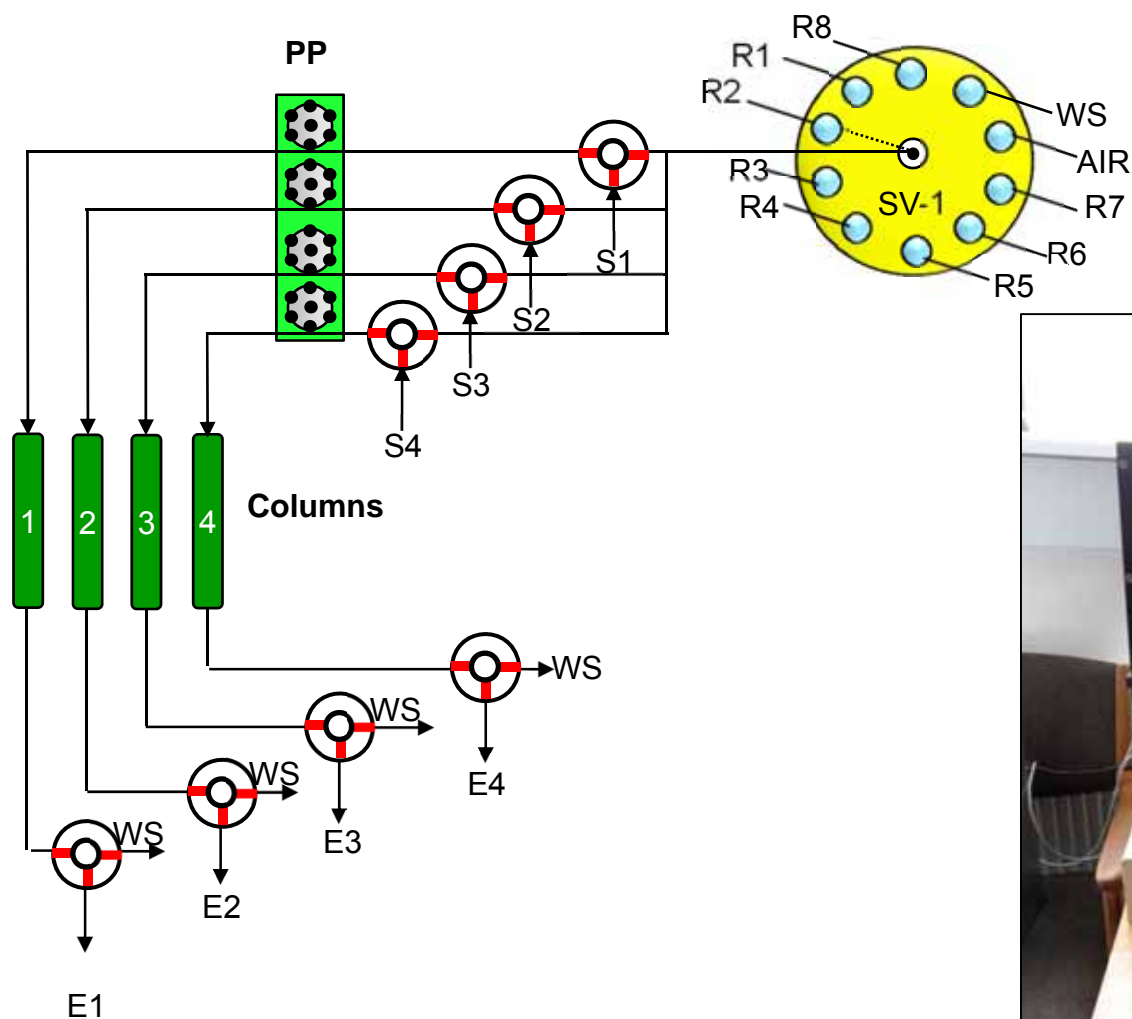 R8
PP
R1
R2
WS
AIR
R3
SV-1
R7
R4
R6
S1
R5
S2
S3
S4
Columns
1
2
3
4
WS
E4
WS
E3
WS
E2
WS
E1